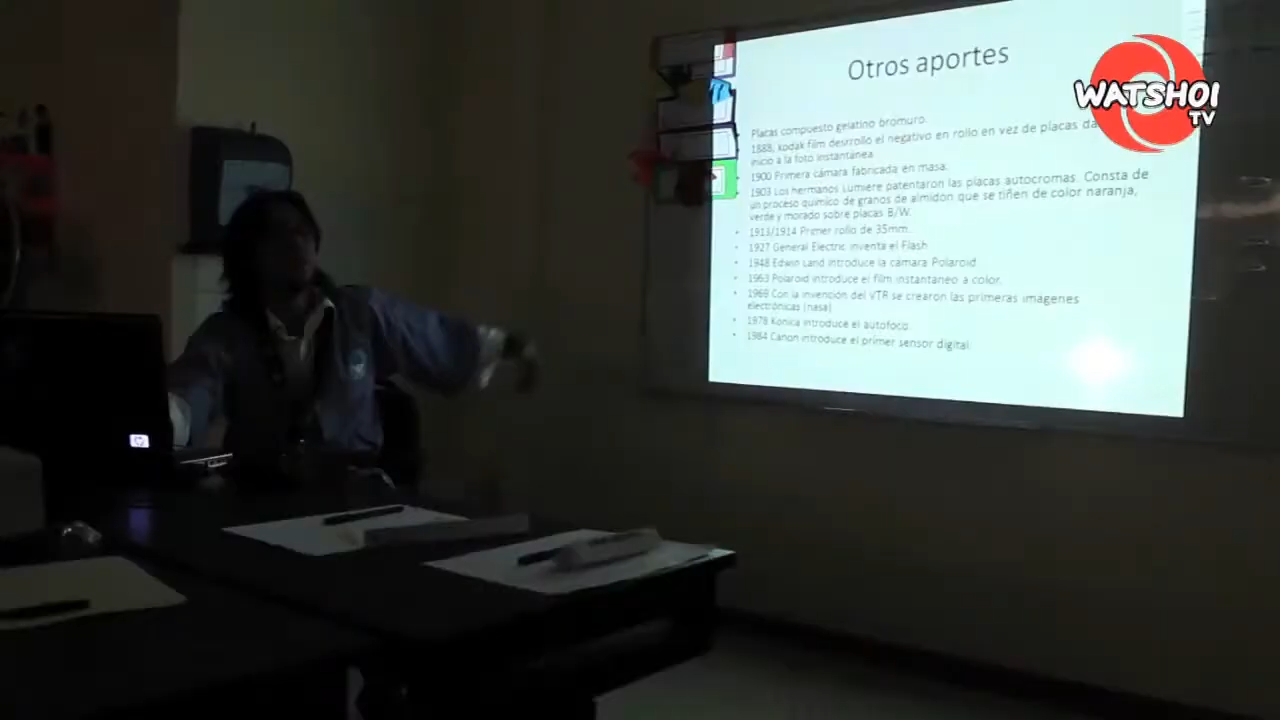 Otros aportes
WATSHOI
TV
Placas compuesto gelatino bromuro.
1888, kodak film desrrollo el negativo en rollo en vez de placas da
inicio a la foto instantanea
1900 Primera cámara fabricada en masa.
1903 Los hermanos Lumiere patentaron las placas autocromas. Consta de
un proceso quimico de granos de almidon que se tiñen de color naranja,
verde y morado sobre placas B/W.
• 1913/1914 Primer rollo de 35mm.
• 1927 General Electric inventa el Flash
• 1948 Edwin Land introduce la cámara Polaroid
• 1963 Polaroid introduce el film instantaneo a color.
• 1969 Con la invención del VTR se crearon las primeras imagenes
electrónicas (nasa)
• 1978 Konica introduce el autofoco
• 1984 Canon introduce el primer sensor digital.
hp